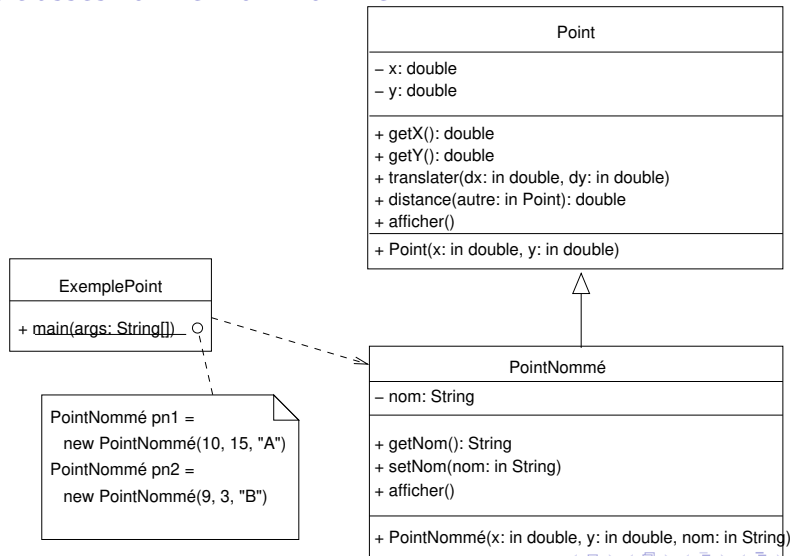 Point
– x: double
– y: double
+ getX(): double
+ getY(): double
+ translater(dx: in double, dy: in double)
+ distance(autre: in Point): double
+ afficher()
+ Point(x: in double, y: in double)
ExemplePoint
+ main(args: String[])
PointNommé pn1 =
new PointNommé(10, 15, "A")
PointNommé pn2 =
new PointNommé(9, 3, "B")
PointNommé
– nom: String
+ getNom(): String
+ setNom(nom: in String)
+ afficher()
+ PointNommé(x: in double, y: in double, nom: in String)